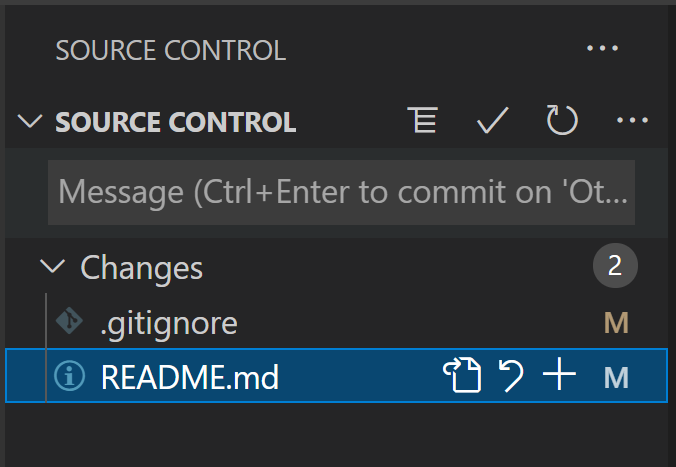 SOURCE CONTROL
SOURCE CONTROL
Message (Ctrl+Enter to commit on 'Ot...
Changes 2
.gitignore M
README.md M